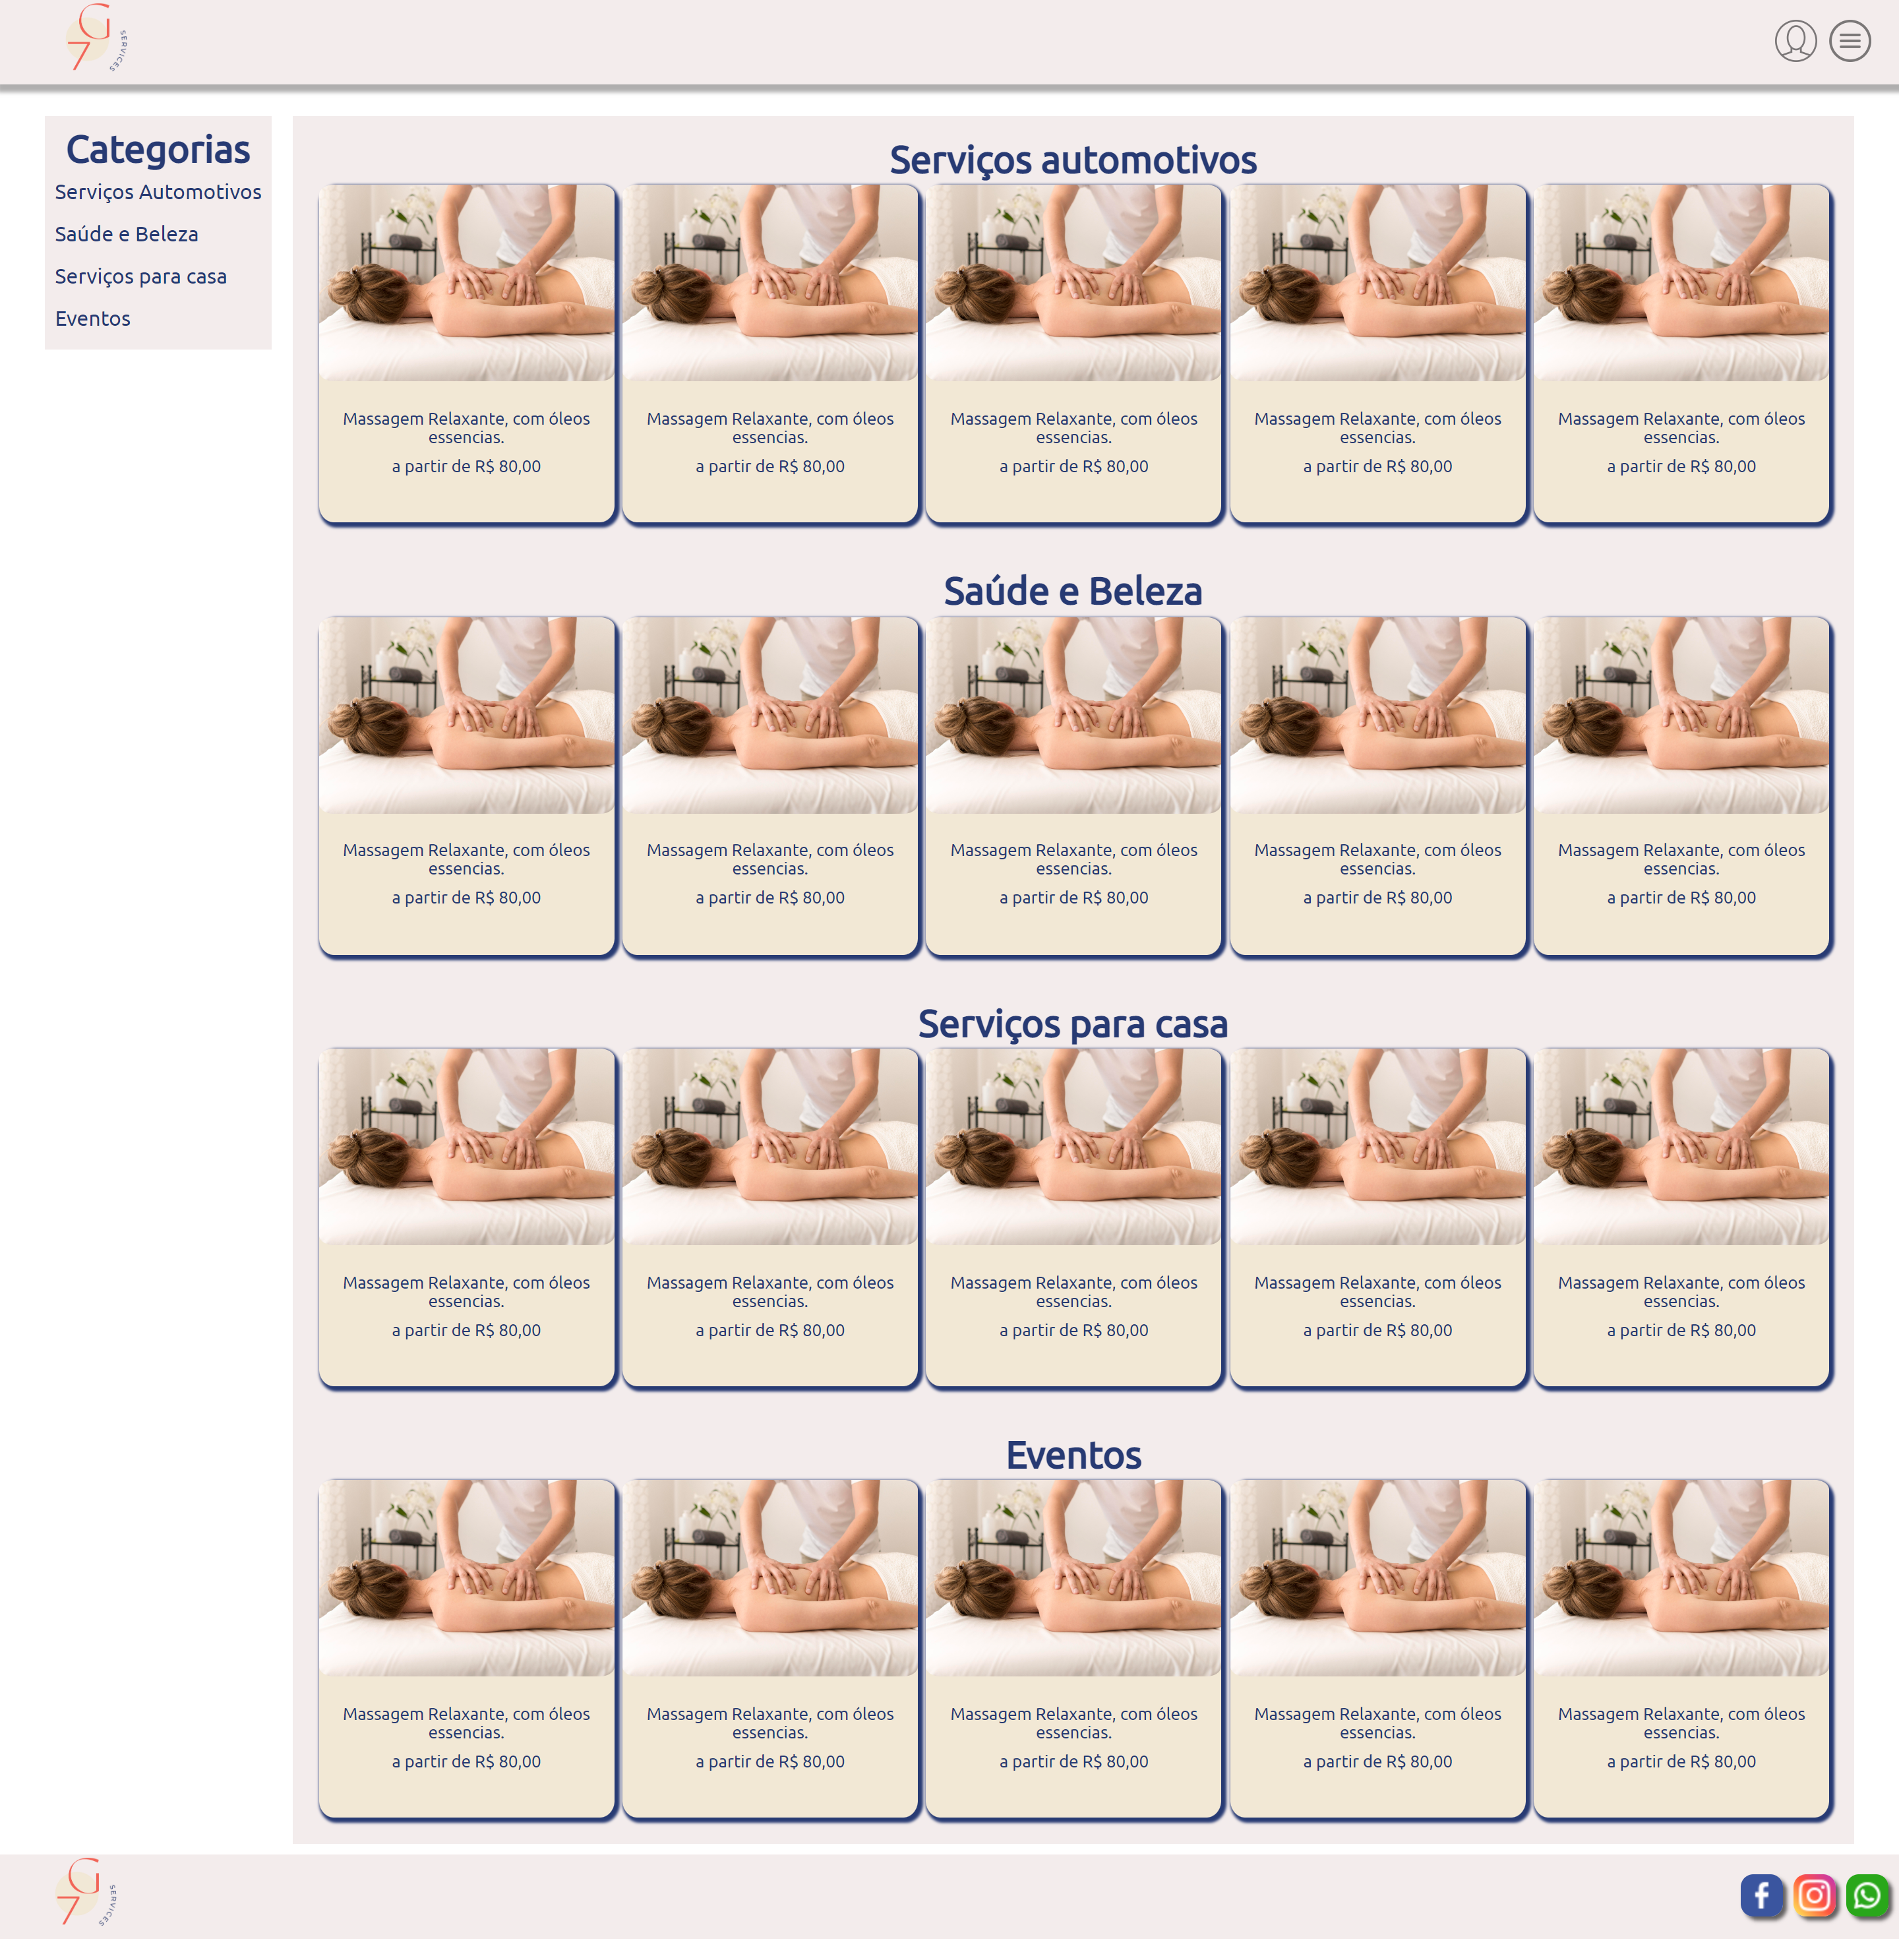 G
7
SERVICES
Categorias
Serviços Automotivos
Saúde e Beleza
Serviços para casa
Eventos
Serviços automotivos
Massagem Relaxante, com óleos
essencias.
a partir de R$ 80,00
Massagem Relaxante, com óleos
essencias.
a partir de R$ 80,00
Massagem Relaxante, com óleos
essencias.
a partir de R$ 80,00
Massagem Relaxante, com óleos
essencias.
a partir de R$ 80,00
Massagem Relaxante, com óleos
essencias.
a partir de R$ 80,00
Saúde e Beleza
Massagem Relaxante, com óleos
essencias.
a partir de R$ 80,00
Massagem Relaxante, com óleos
essencias.
a partir de R$ 80,00
Massagem Relaxante, com óleos
essencias.
a partir de R$ 80,00
Massagem Relaxante, com óleos
essencias.
a partir de R$ 80,00
Massagem Relaxante, com óleos
essencias.
a partir de R$ 80,00
Serviços para casa
Massagem Relaxante, com óleos
essencias.
a partir de R$ 80,00
Massagem Relaxante, com óleos
essencias.
a partir de R$ 80,00
Massagem Relaxante, com óleos
essencias.
a partir de R$ 80,00
Massagem Relaxante, com óleos
essencias.
a partir de R$ 80,00
Massagem Relaxante, com óleos
essencias.
a partir de R$ 80,00
Eventos
Massagem Relaxante, com óleos
essencias.
a partir de R$ 80,00
Massagem Relaxante, com óleos
essencias.
a partir de R$ 80,00
Massagem Relaxante, com óleos
essencias.
a partir de R$ 80,00
Massagem Relaxante, com óleos
essencias.
a partir de R$ 80,00
Massagem Relaxante, com óleos
essencias.
a partir de R$ 80,00
G
7
SERVICES